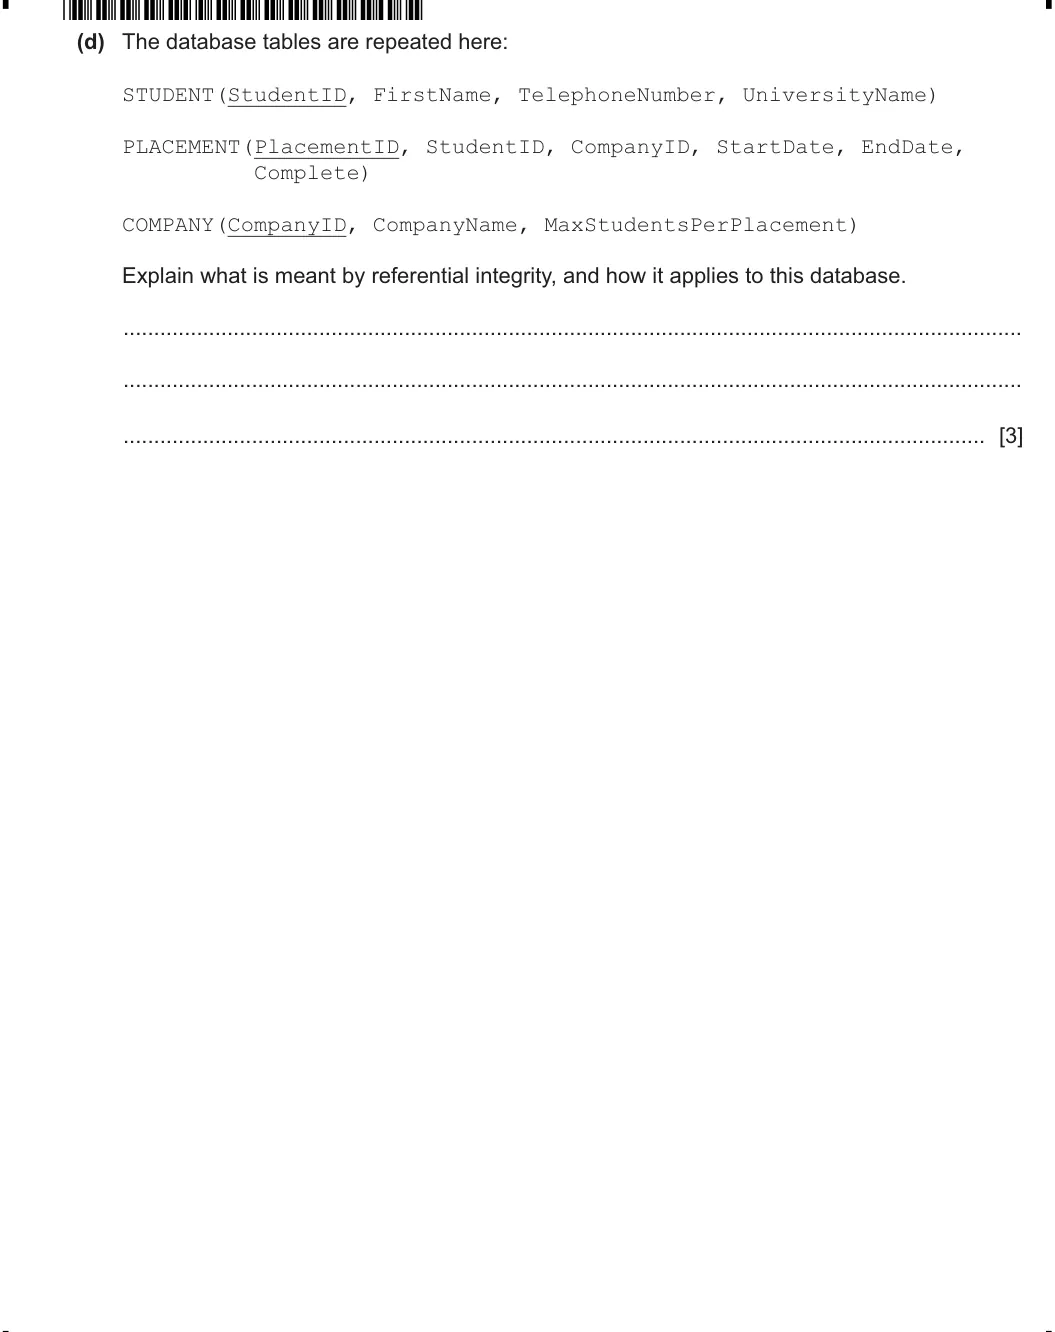 (d) The database tables are repeated here:
STUDENT(StudentID, FirstName, TelephoneNumber, UniversityName)
PLACEMENT(PlacementID, StudentID, CompanyID, StartDate, EndDate,
Complete)
COMPANY(CompanyID, CompanyName, MaxStudentsPerPlacement)
Explain what is meant by referential integrity, and how it applies to this database.
[3]